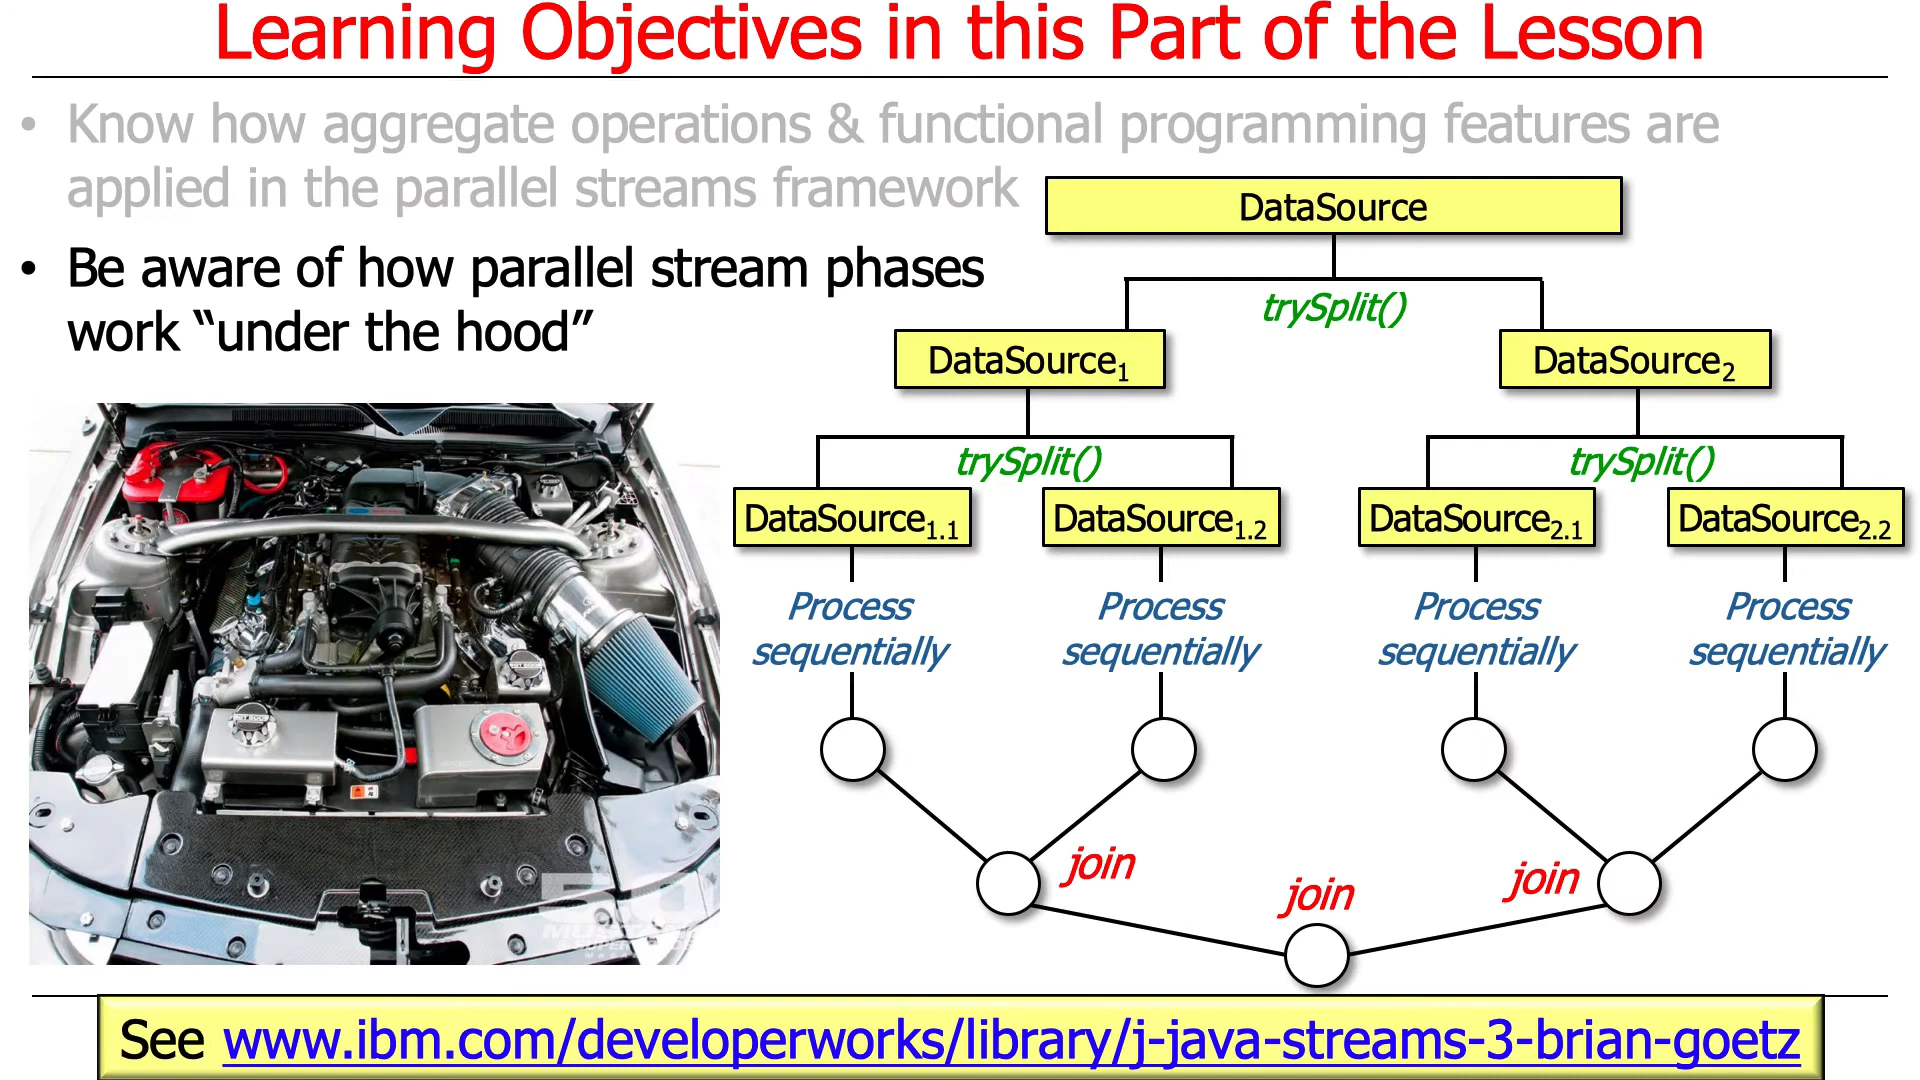 Learning Objectives in this Part of the Lesson
• Know how aggregate operations & functional programming features are
applied in the parallel streams framework
• Be aware of how parallel stream phases
work “under the hood”
DataSource
trySplit()
DataSource1
DataSource2
trySplit()
trySplit()
DataSource1.1
DataSource1.2
DataSource2.1
DataSource2.2
Process
sequentially
Process
sequentially
Process
sequentially
Process
sequentially
join
join
join
5.0
See www.ibm.com/developerworks/library/j-java-streams-3-brian-goetz